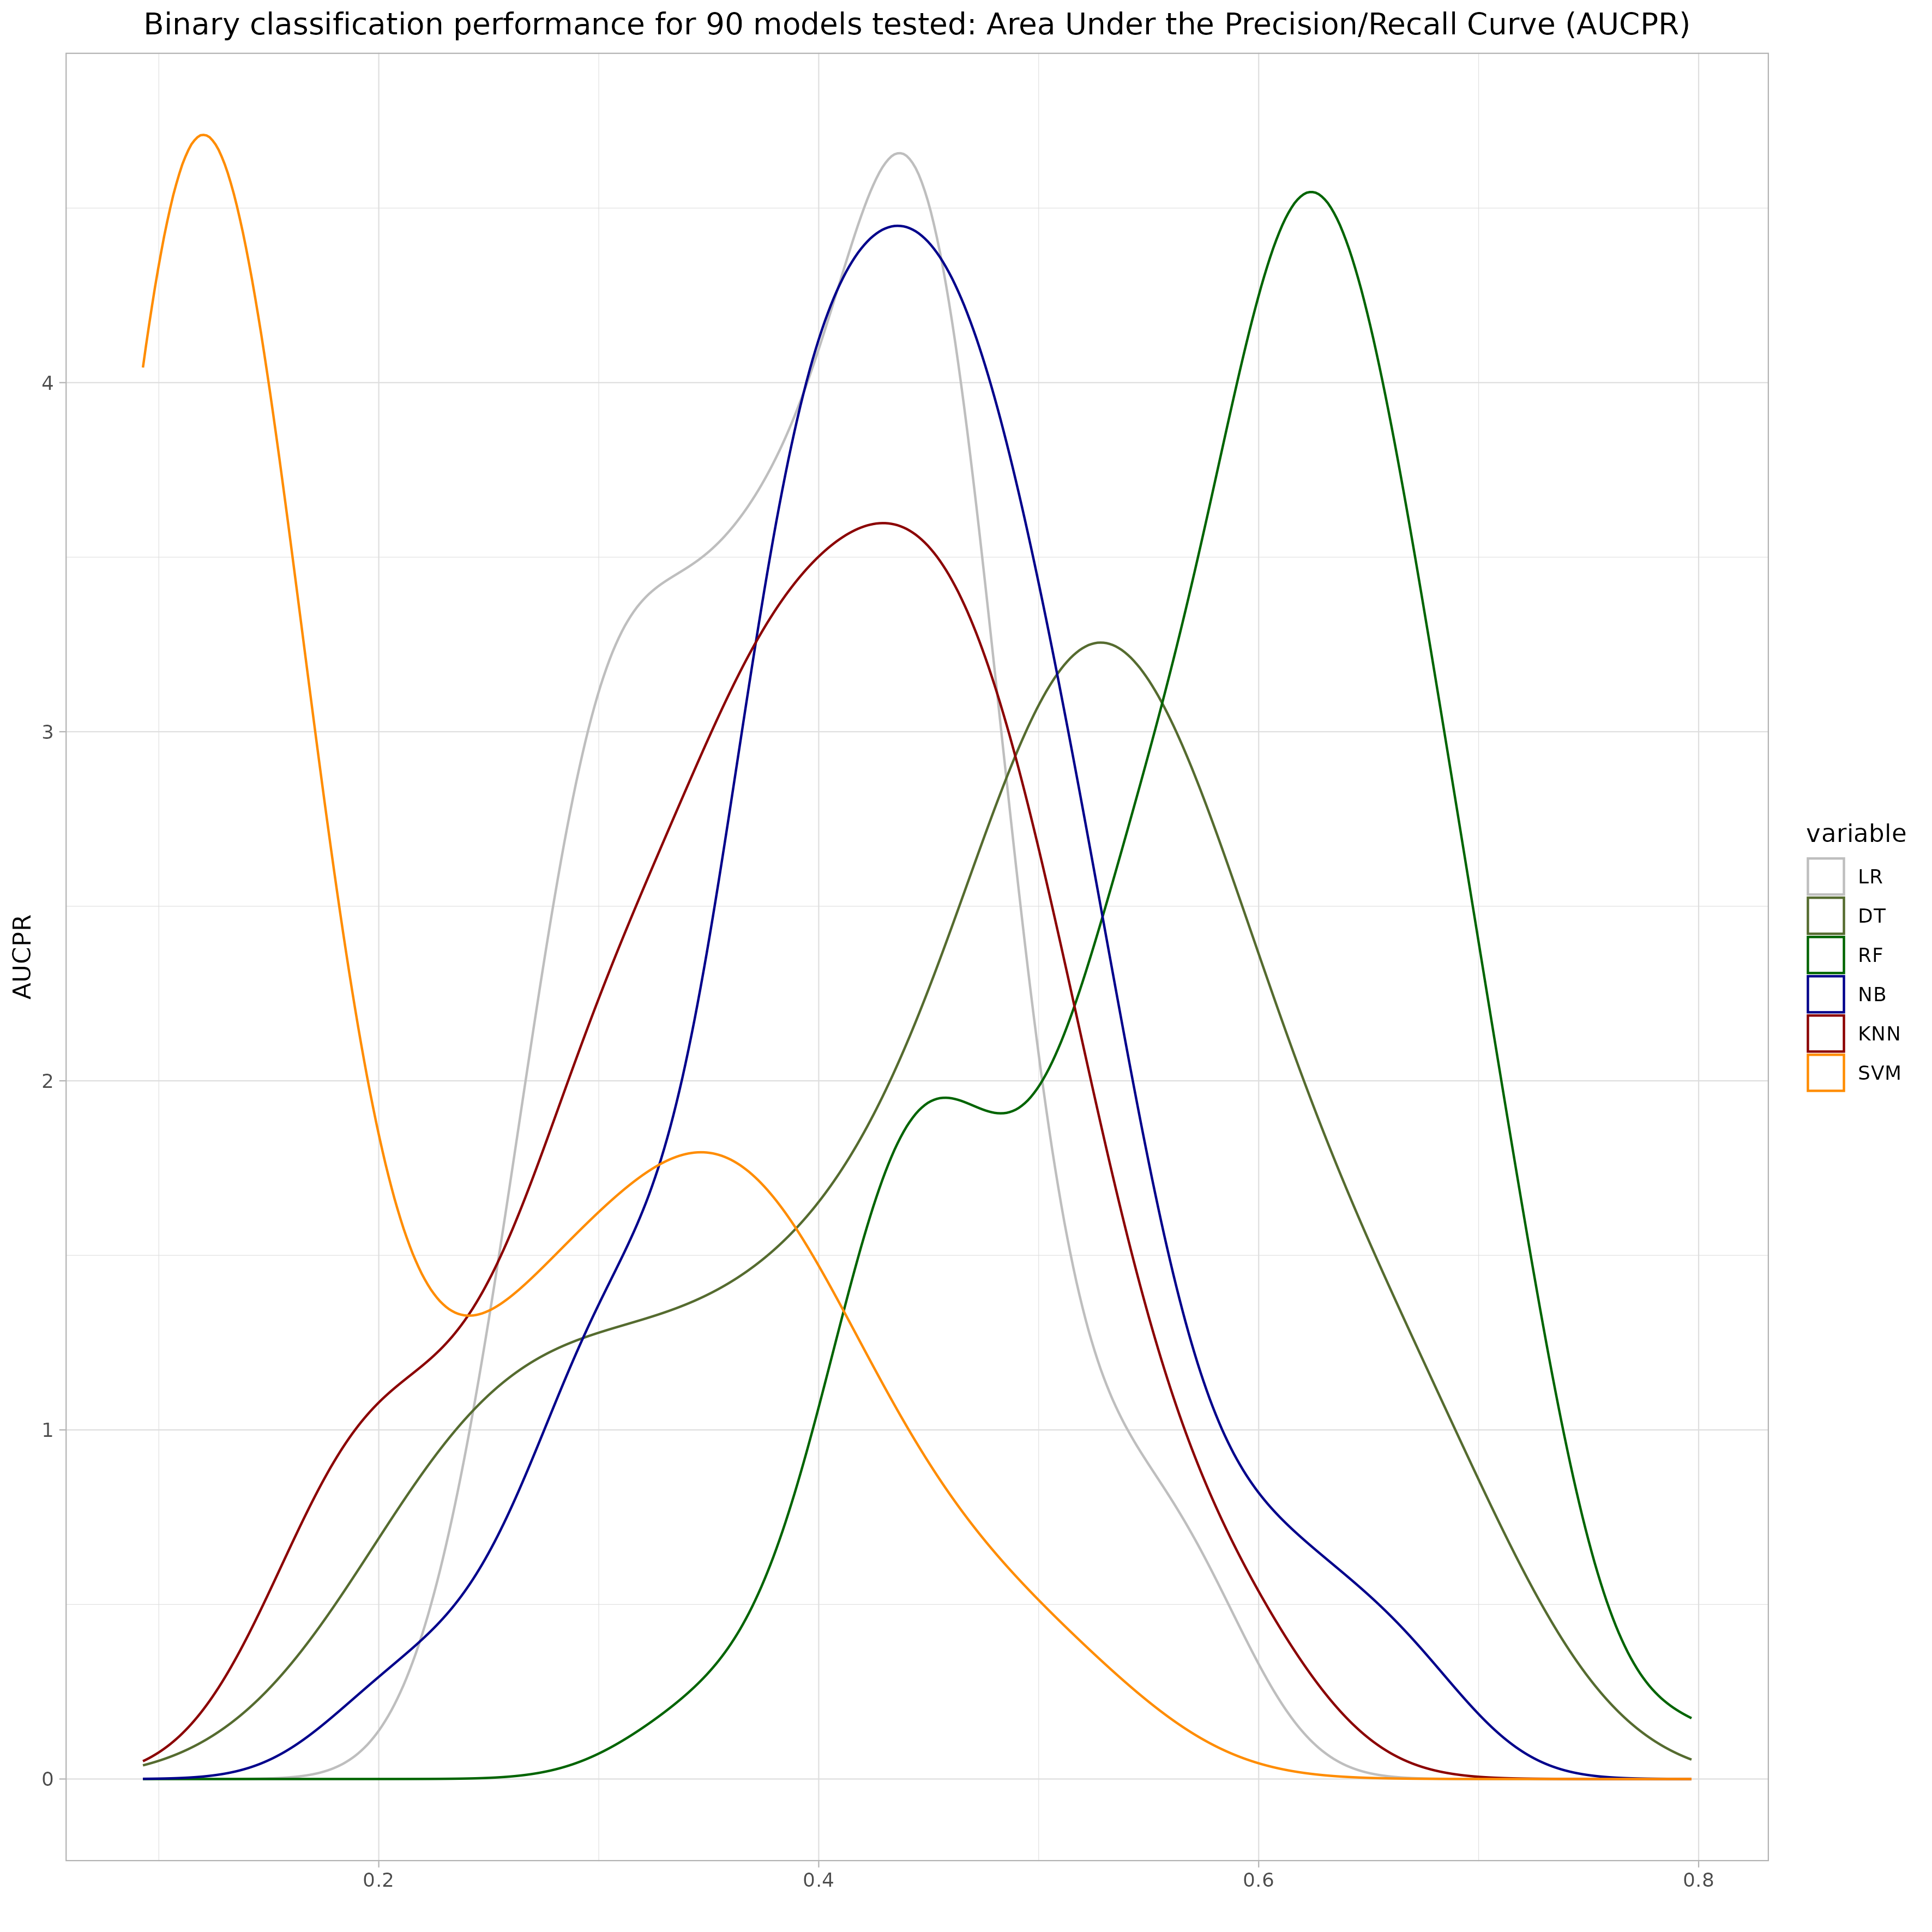 Binary classification performance for 90 models tested: Area Under the Precision/Recall Curve (AUCPR)
4
3
2
1
0
AUCPR
0.2
0.4
0.6
0.8
variable
LR
DT
RF
NB
KNN
SVM